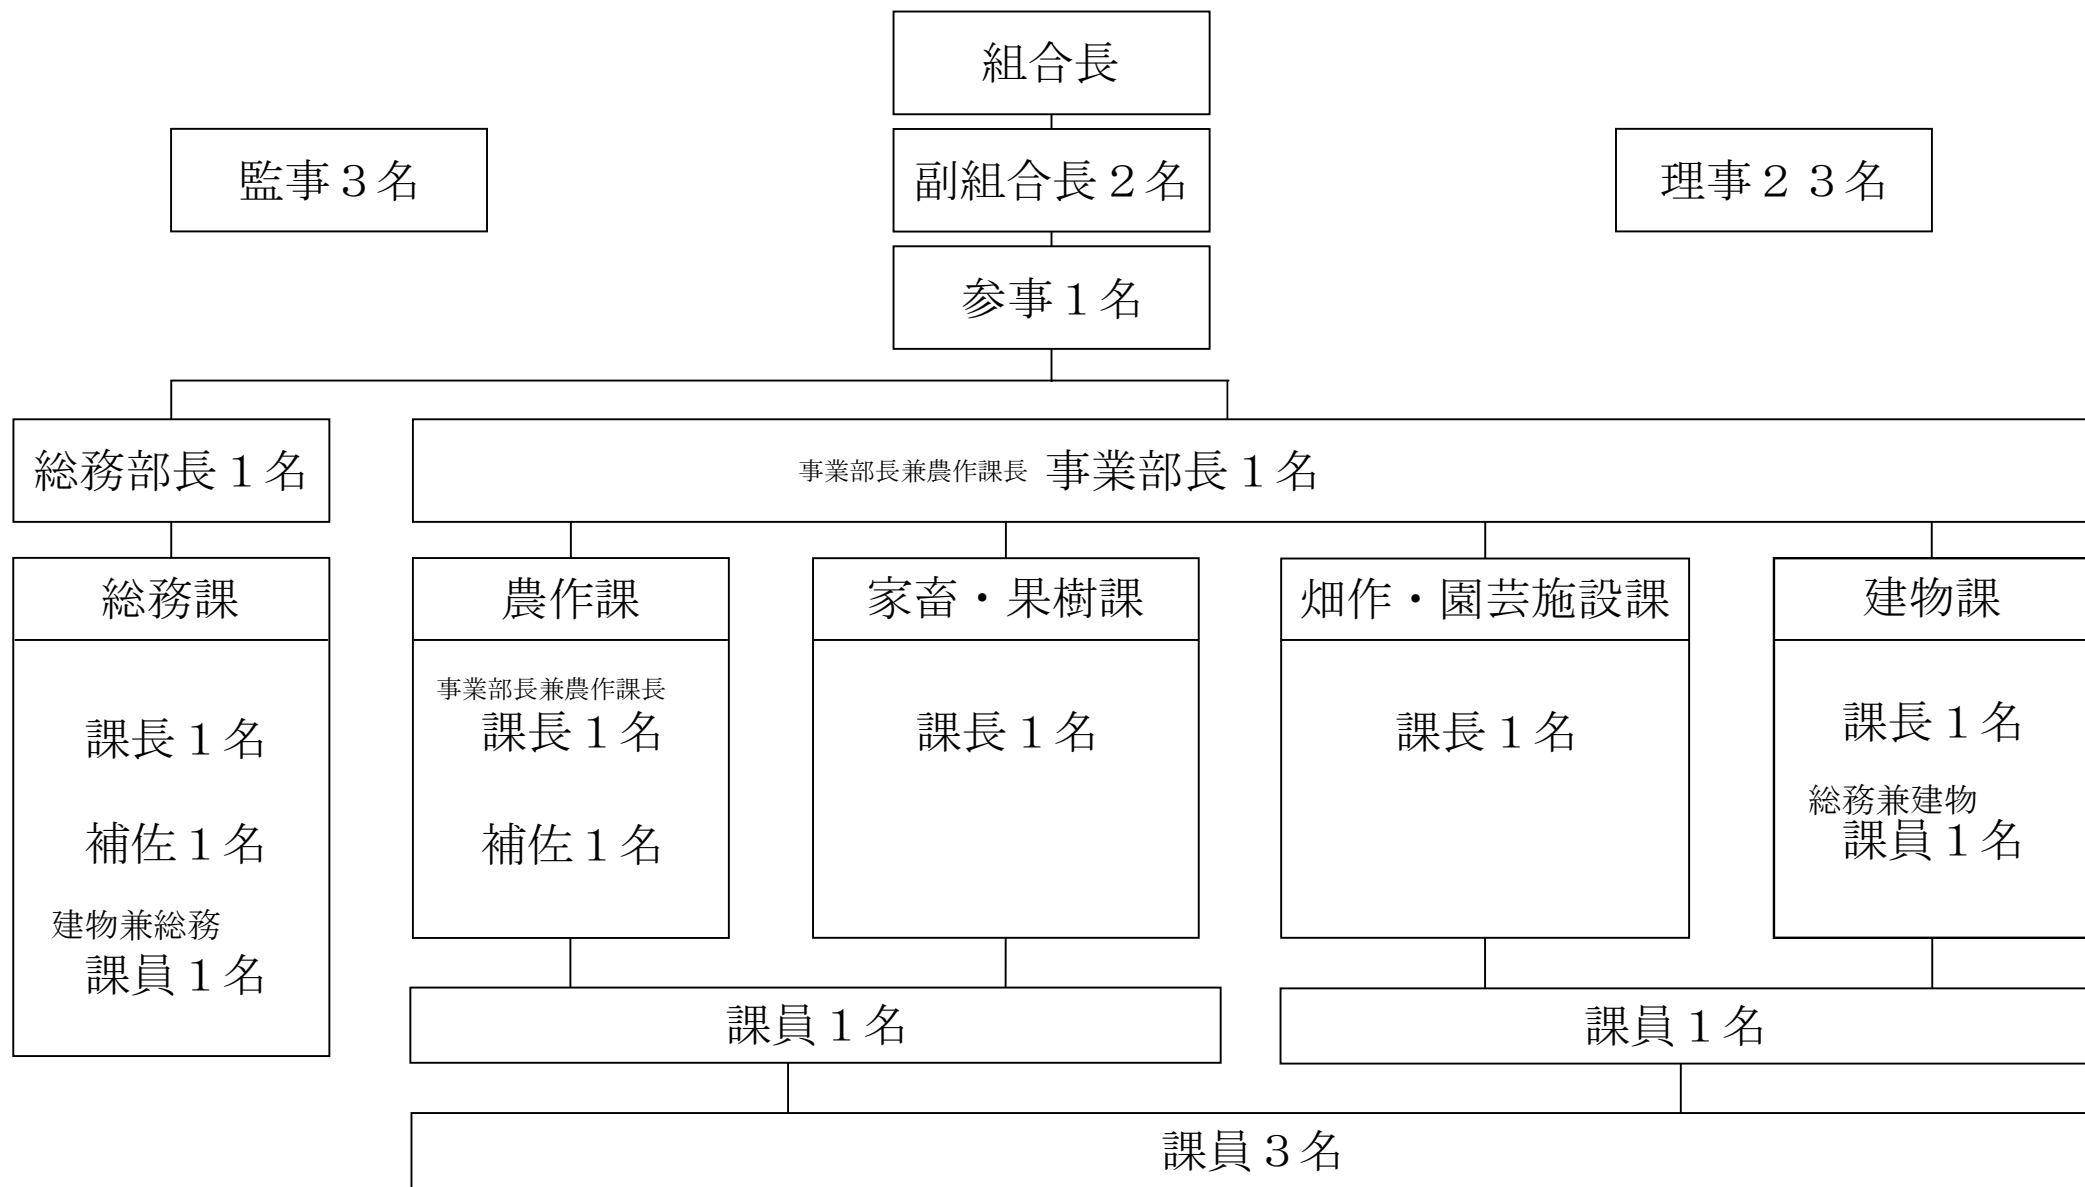 組合長
監事３名
副組合長２名
理事２３名
参事１名
総務部長１名
事業部長兼農作課長 事業部長１名
総務課
課長１名
補佐１名
建物兼総務
課員１名
農作課
事業部長兼農作課長
課長１名
補佐１名
家畜・果樹課
課長１名
畑作・園芸施設課
課長１名
建物課
課長１名
総務兼建物
課員１名
課員１名
課員１名
課員３名